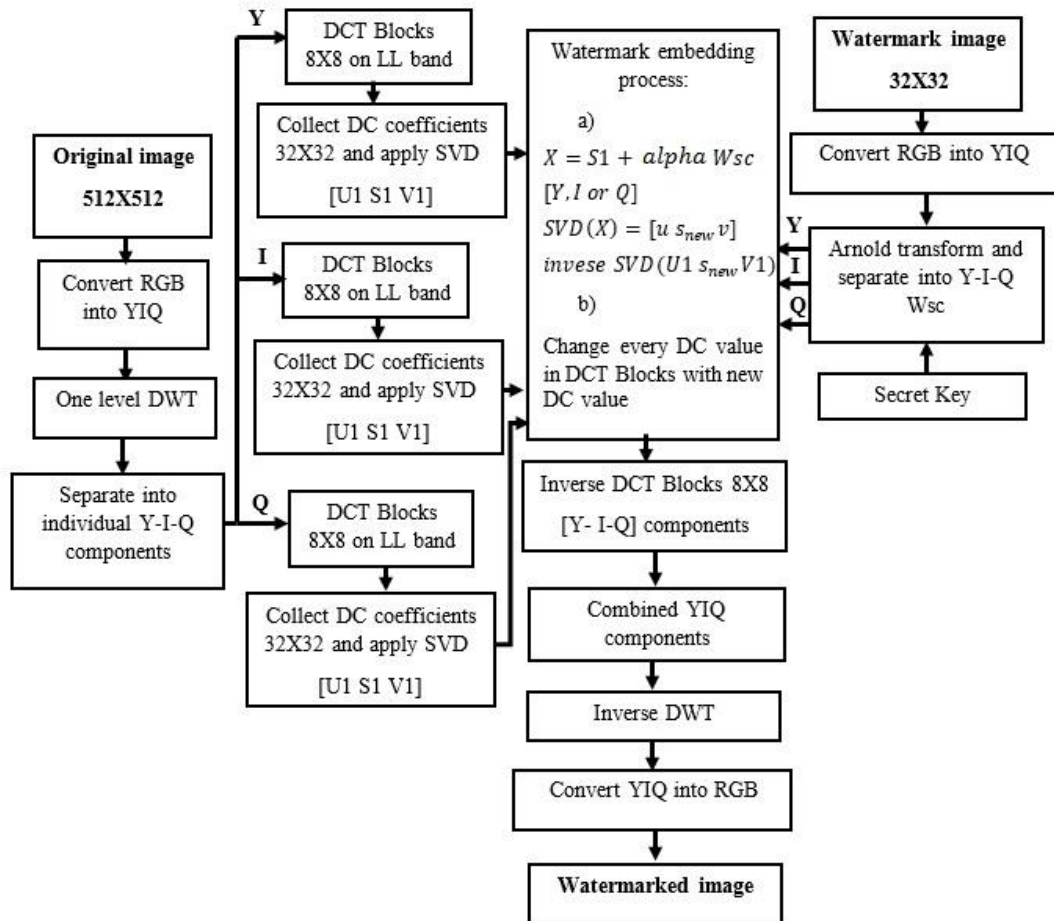 Original image
512X512
Convert RGB
into YIQ
One level DWT
Separate into
individual Y-I-Q
components
Y
DCT Blocks
8X8 on LL band
Collect DC coefficients
32X32 and apply SVD
[U1 S1 V1]
I
DCT Blocks
8X8 on LL band
Collect DC coefficients
32X32 and apply SVD
[U1 S1 V1]
Q
DCT Blocks
8X8 on LL band
Collect DC coefficients
32X32 and apply SVD
[U1 S1 V1]
Watermark embedding
process:
a)
X = S1 + alpha Wsc
[Y, I or Q]
SVD(X) = [u s_new v]
invese SVD(U1 s_new V1)
b)
Change every DC value
in DCT Blocks with new
DC value
Watermark image
32X32
Convert RGB into YIQ
Arnold transform and
separate into Y-I-Q
Wsc
Y
I
Q
Secret Key
Inverse DCT Blocks 8X8
[Y- I-Q] components
Combined YIQ
components
Inverse DWT
Convert YIQ into RGB
Watermarked image